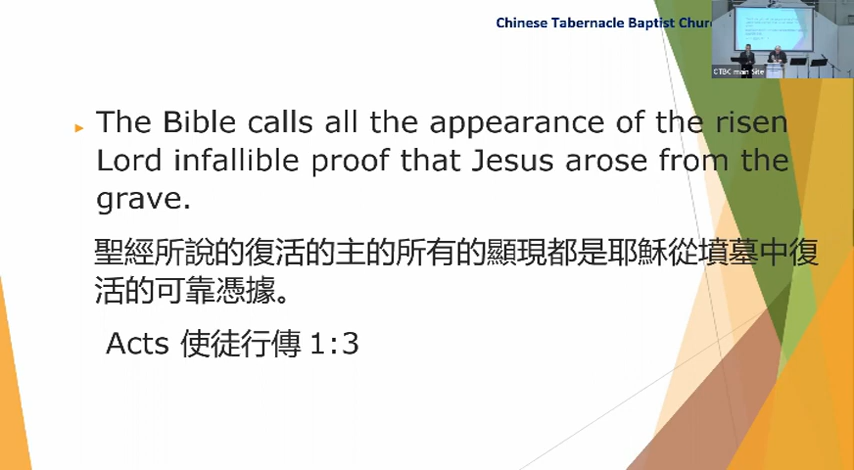 Chinese Tabernacle Baptist Chur
CTBC main Site
The Bible calls all the appearance of the risen
Lord infallible proof that Jesus arose from the
grave.
聖經所說的復活的主的所有的顯現都是耶穌從墳墓中復
活的可靠憑據。
Acts 使徒行傳 1:3